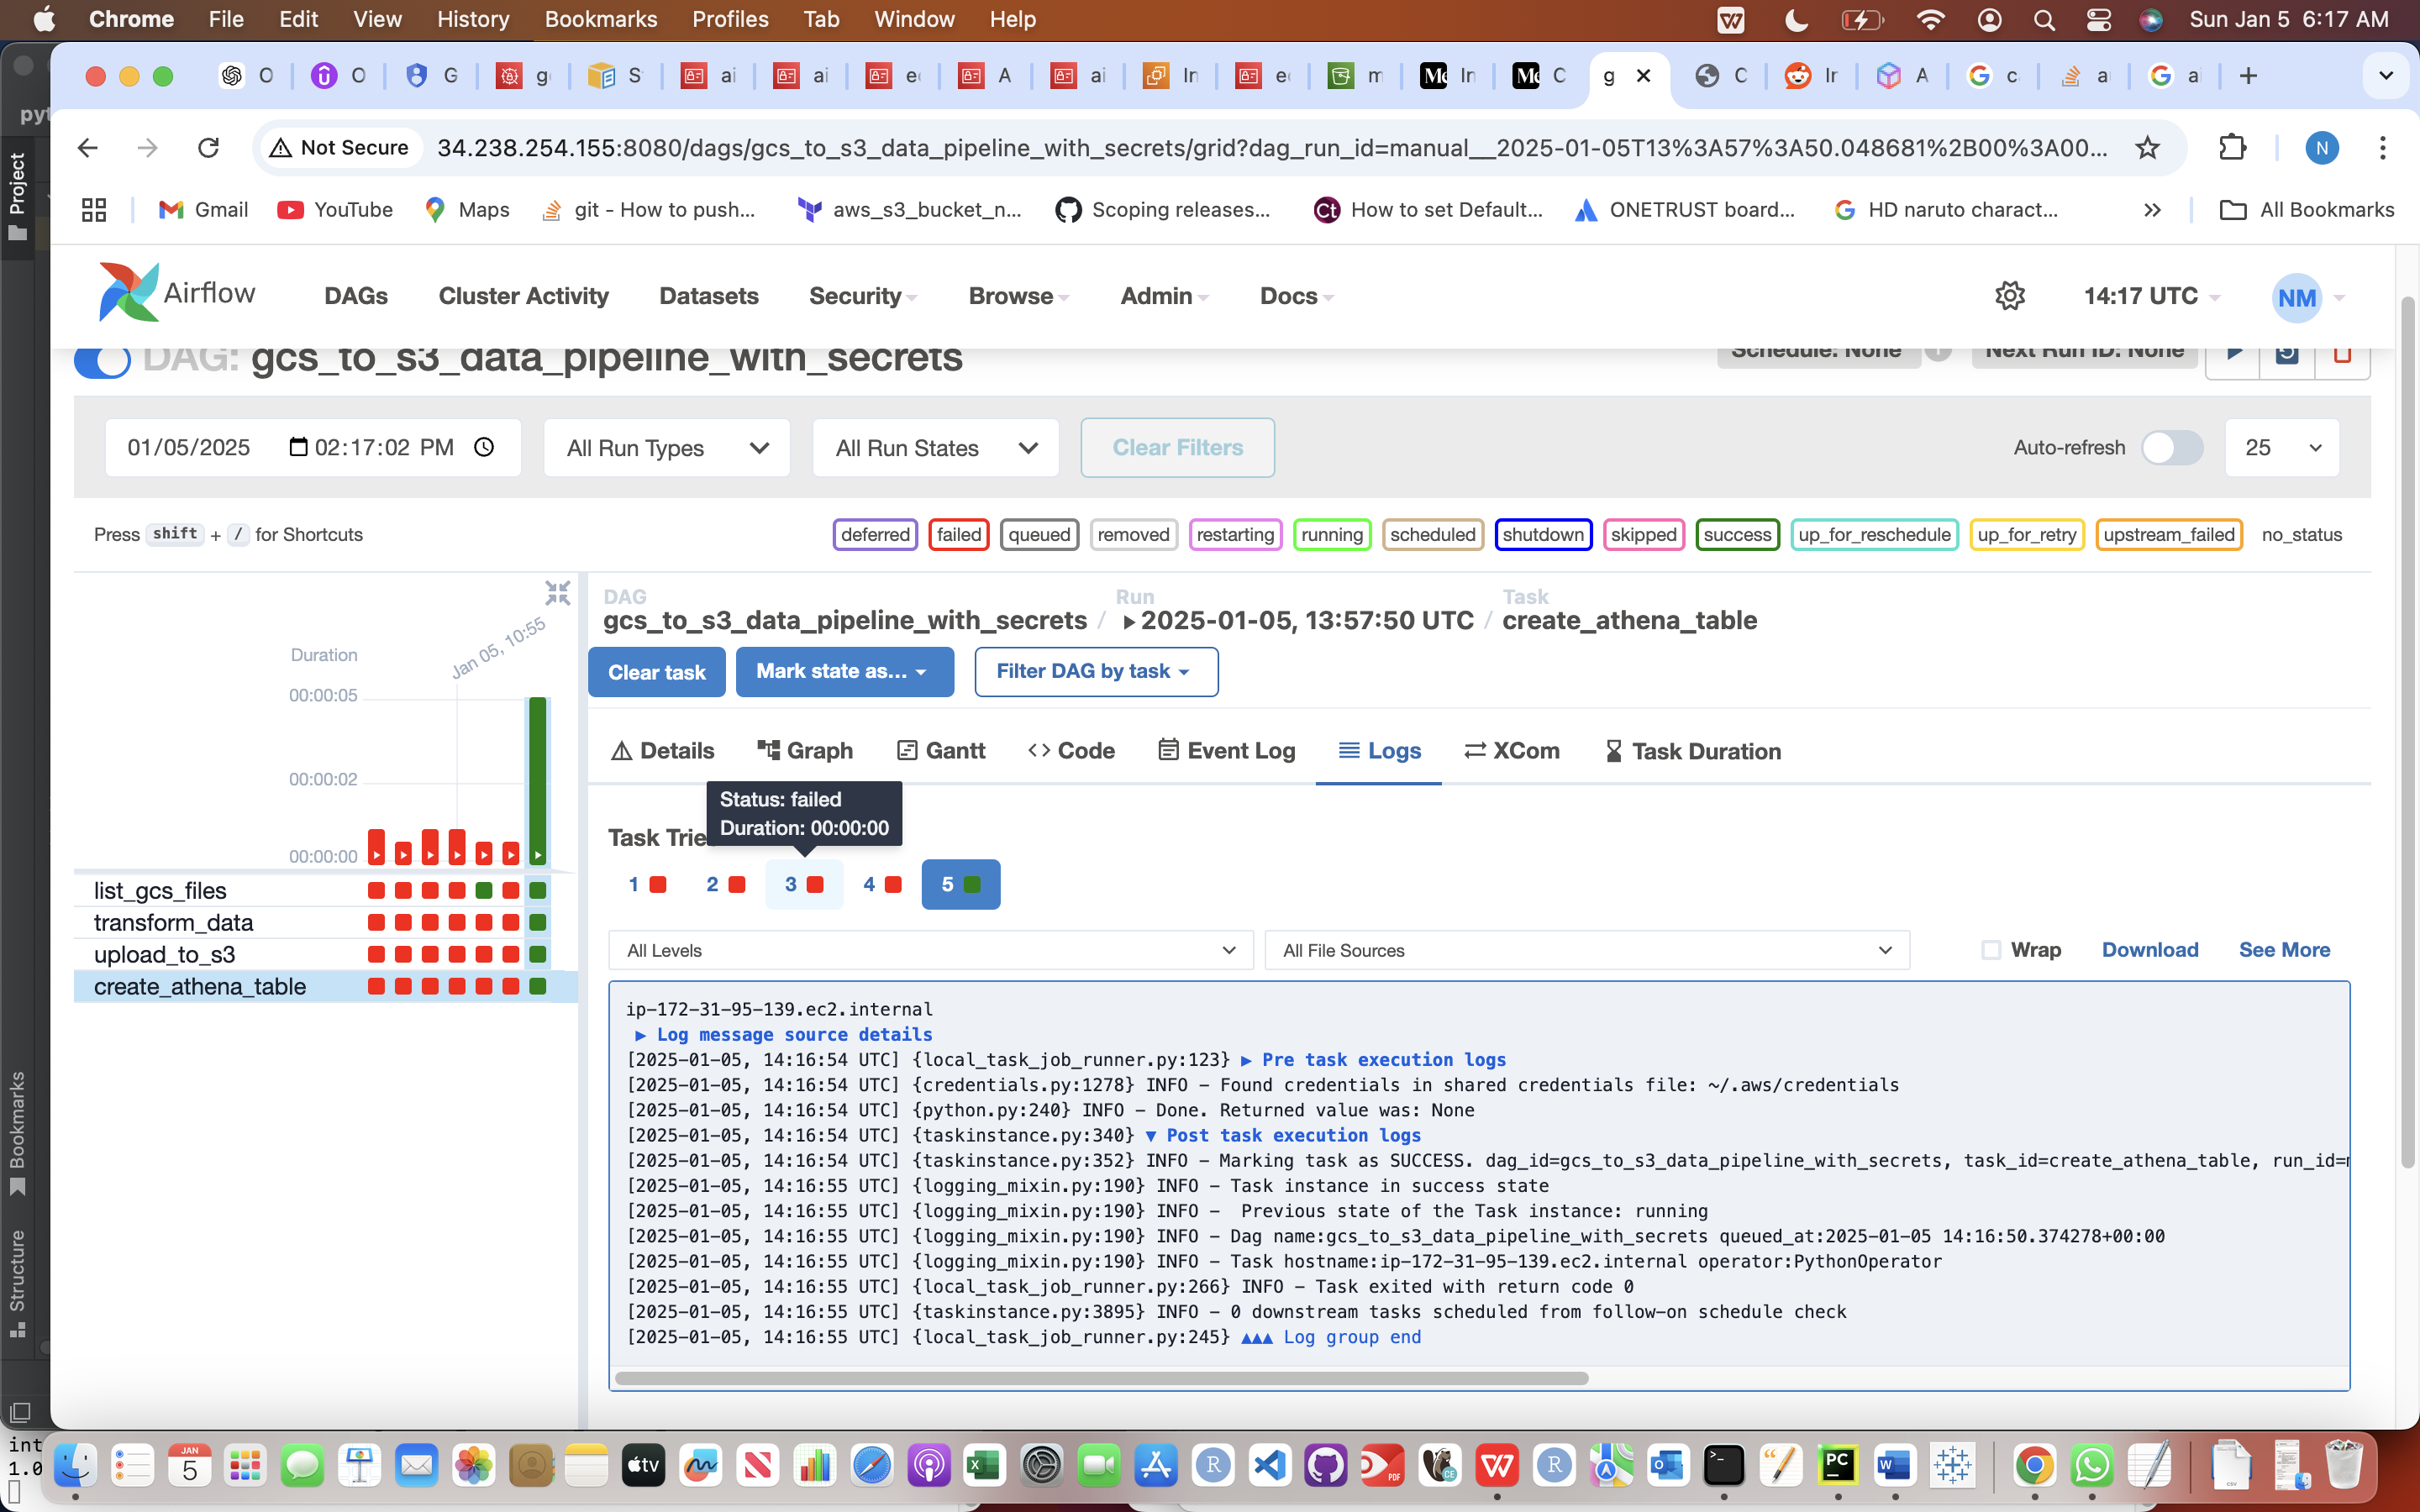 Chrome File Edit View History Bookmarks Profiles Tab Window Help Sun Jan 5 6:17 AM
O O G g S ai ai e A ai In e m In C g C Ir A c a ai
Not Secure 34.238.254.155:8080/dags/gcs_to_s3_data_pipeline_with_secrets/grid?dag_run_id=manual__2025-01-05T13%3A57%3A50.048681%2B00%3A00... N
Gmail YouTube Maps git - How to push... aws_s3_bucket_n... Scoping releases... How to set Default... ONETRUST board... HD naruto charact... All Bookmarks
Airflow DAGs Cluster Activity Datasets Security Browse Admin Docs 14:17 UTC NM
DAG: gcs_to_s3_data_pipeline_with_secrets Schedule: None Next Run ID: None
01/05/2025 02:17:02 PM All Run Types All Run States Clear Filters Auto-refresh 25
Press shift + / for Shortcuts deferred failed queued removed restarting running scheduled shutdown skipped success up_for_reschedule up_for_retry upstream_failed no_status
DAG Run Task
gcs_to_s3_data_pipeline_with_secrets / 2025-01-05, 13:57:50 UTC / create_athena_table
Clear task Mark state as... Filter DAG by task
Details Graph Gantt Code Event Log Logs XCom Task Duration
Status: failed
Duration: 00:00:00
Task Trie
1 2 3 4 5
Jan 05, 10:55
Duration
00:00:05
00:00:02
00:00:00
list_gcs_files
transform_data
upload_to_s3
create_athena_table
All Levels All File Sources Wrap Download See More
ip-172-31-95-139.ec2.internal
▶ Log message source details
[2025-01-05, 14:16:54 UTC] {local_task_job_runner.py:123} ▶ Pre task execution logs
[2025-01-05, 14:16:54 UTC] {credentials.py:1278} INFO - Found credentials in shared credentials file: ~/.aws/credentials
[2025-01-05, 14:16:54 UTC] {python.py:240} INFO - Done. Returned value was: None
[2025-01-05, 14:16:54 UTC] {taskinstance.py:340} ▼ Post task execution logs
[2025-01-05, 14:16:54 UTC] {taskinstance.py:352} INFO - Marking task as SUCCESS. dag_id=gcs_to_s3_data_pipeline_with_secrets, task_id=create_athena_table, run_id=
[2025-01-05, 14:16:55 UTC] {logging_mixin.py:190} INFO - Task instance in success state
[2025-01-05, 14:16:55 UTC] {logging_mixin.py:190} INFO - Previous state of the Task instance: running
[2025-01-05, 14:16:55 UTC] {logging_mixin.py:190} INFO - Dag name:gcs_to_s3_data_pipeline_with_secrets queued_at:2025-01-05 14:16:50.374278+00:00
[2025-01-05, 14:16:55 UTC] {logging_mixin.py:190} INFO - Task hostname:ip-172-31-95-139.ec2.internal operator:PythonOperator
[2025-01-05, 14:16:55 UTC] {local_task_job_runner.py:266} INFO - Task exited with return code 0
[2025-01-05, 14:16:55 UTC] {taskinstance.py:3895} INFO - 0 downstream tasks scheduled from follow-on schedule check
[2025-01-05, 14:16:55 UTC] {local_task_job_runner.py:245} ▲▲▲ Log group end
pyt
Project
Bookmarks
Structure
int
1.0
JAN
5
tv
PC